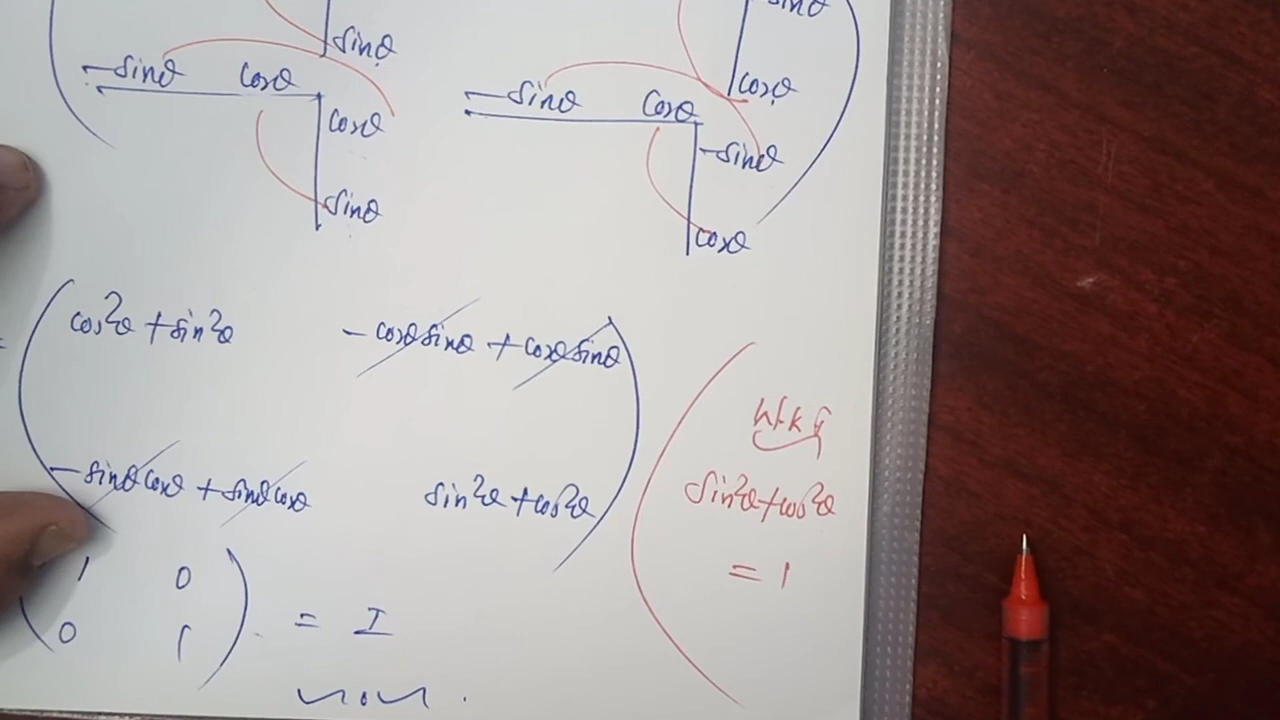 sinθ
sinθ
-sinθ cosθ
cosθ
-sinθ cosθ
cosθ
-sinθ
sinθ
cosθ
cos²θ + sin²θ -cosθ sinθ + cosθ sinθ
-sinθ cosθ + sinθ cosθ sin²θ + cos²θ
sin²θ + cos²θ
= 1
1 0
0 1 = I